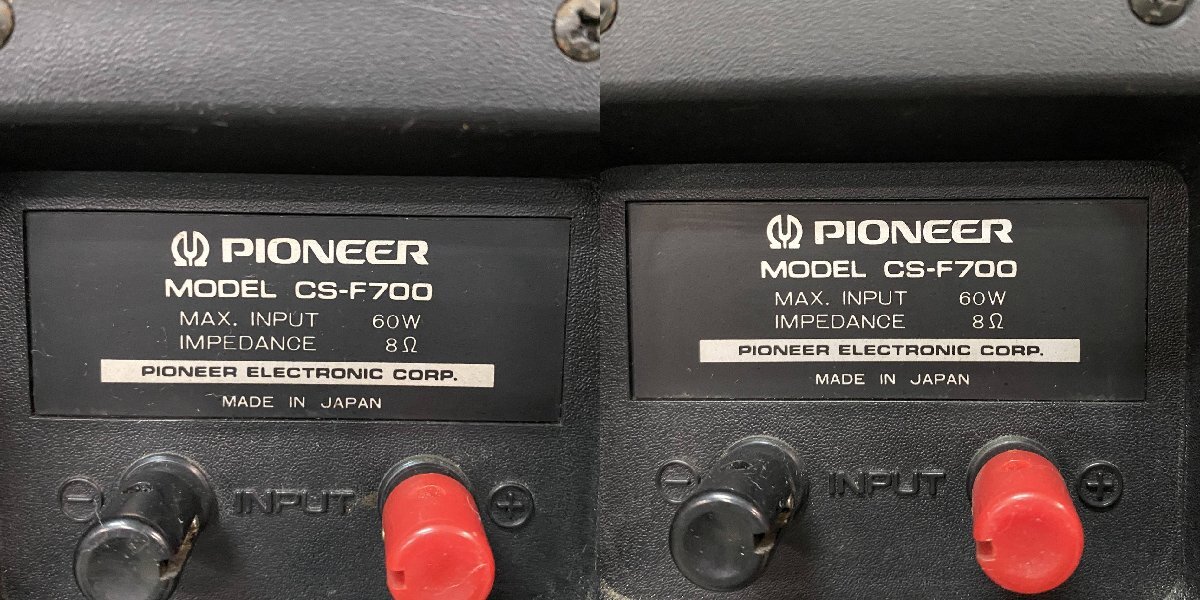 PIONEER
MODEL CS-F700
MAX. INPUT 60W
IMPEDANCE 8Ω
PIONEER ELECTRONIC CORP.
MADE IN JAPAN
⊖ INPUT ⊕
PIONEER
MODEL CS-F700
MAX. INPUT 60W
IMPEDANCE 8Ω
PIONEER ELECTRONIC CORP.
MADE IN JAPAN
⊖ INPUT ⊕